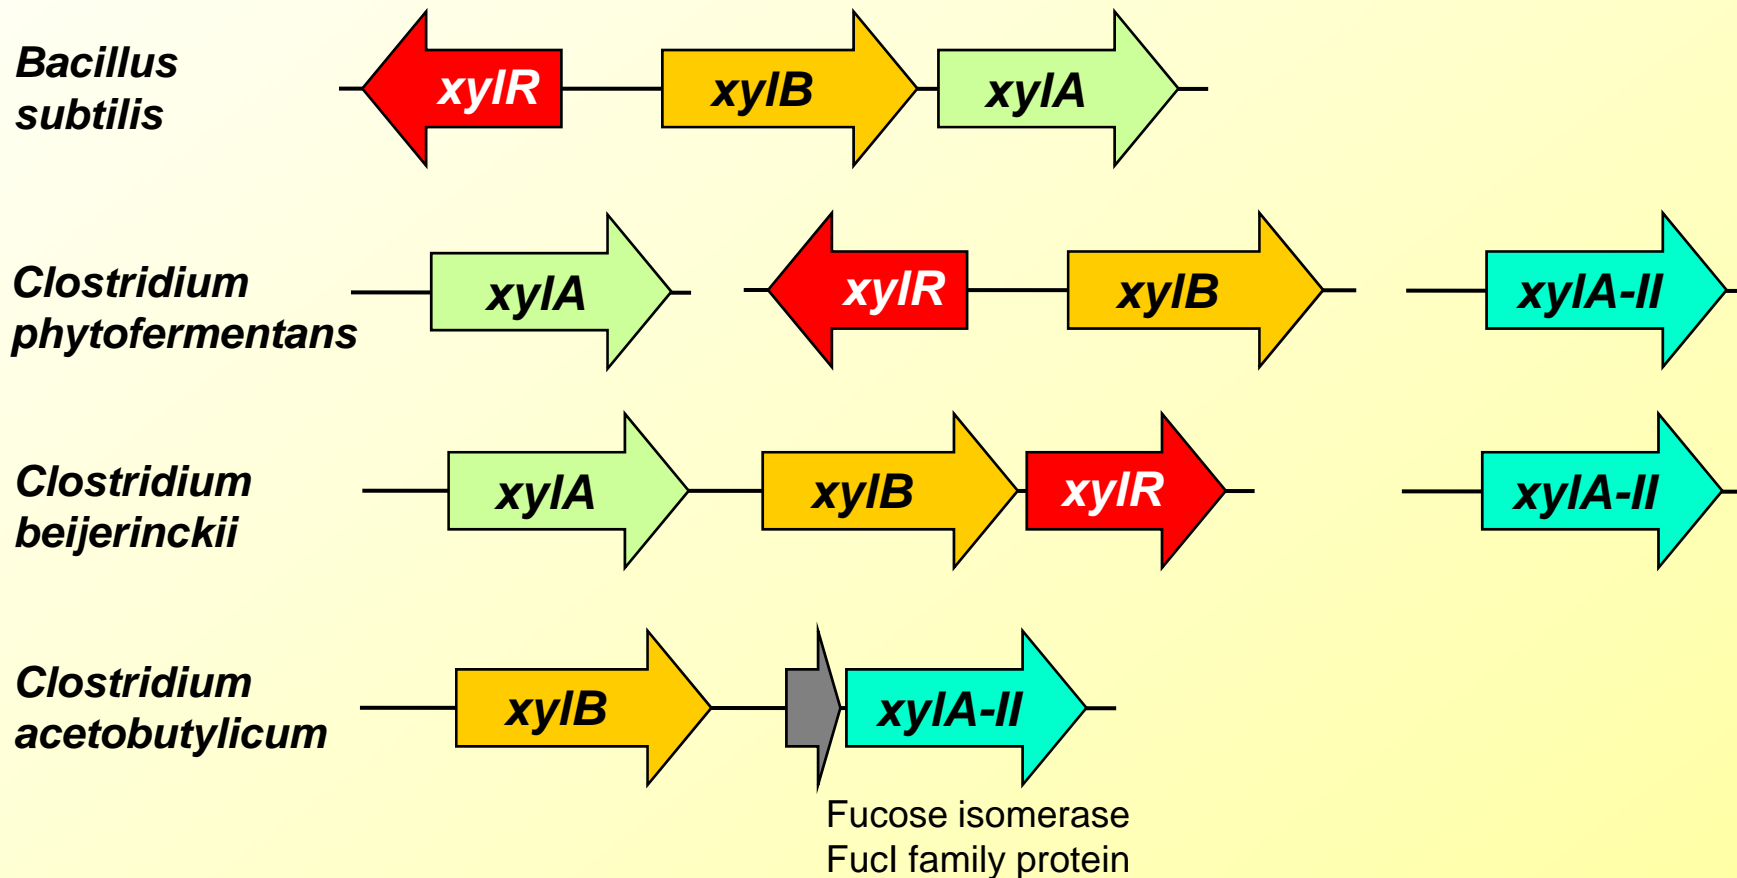 Bacillus
subtilis
xylR
xylB
xylA
Clostridium
phytofermentans
xylA
xylR
xylB
xylA-II
Clostridium
beijerinckii
xylA
xylB
xylR
xylA-II
Clostridium
acetobutylicum
xylB
xylA-II
Fucose isomerase
FucI family protein